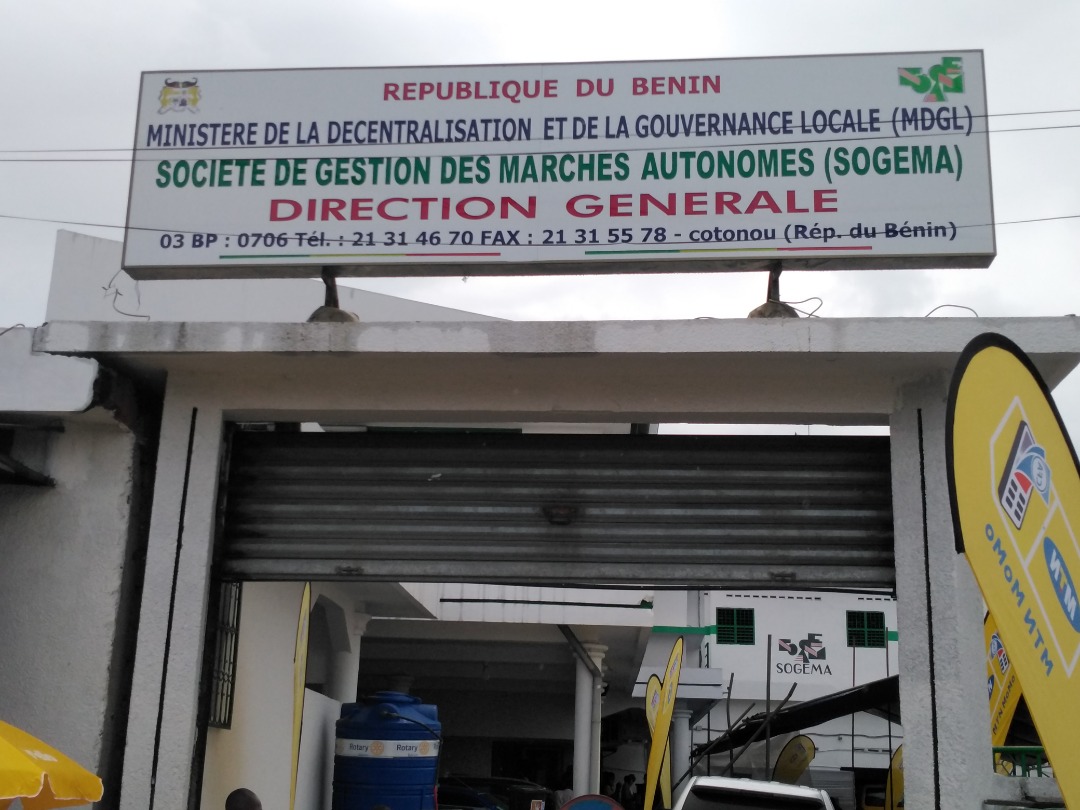 REPUBLIQUE DU BENIN
MINISTERE DE LA DECENTRALISATION ET DE LA GOUVERNANCE LOCALE (MDGL)
SOCIETE DE GESTION DES MARCHES AUTONOMES (SOGEMA)
DIRECTION GENERALE
03 BP : 0706 Tél. : 21 31 46 70 FAX : 21 31 55 78 - cotonou (Rép. du Bénin)
SOGEMA
Rotary
Rotary
MTN
MTN MoMo